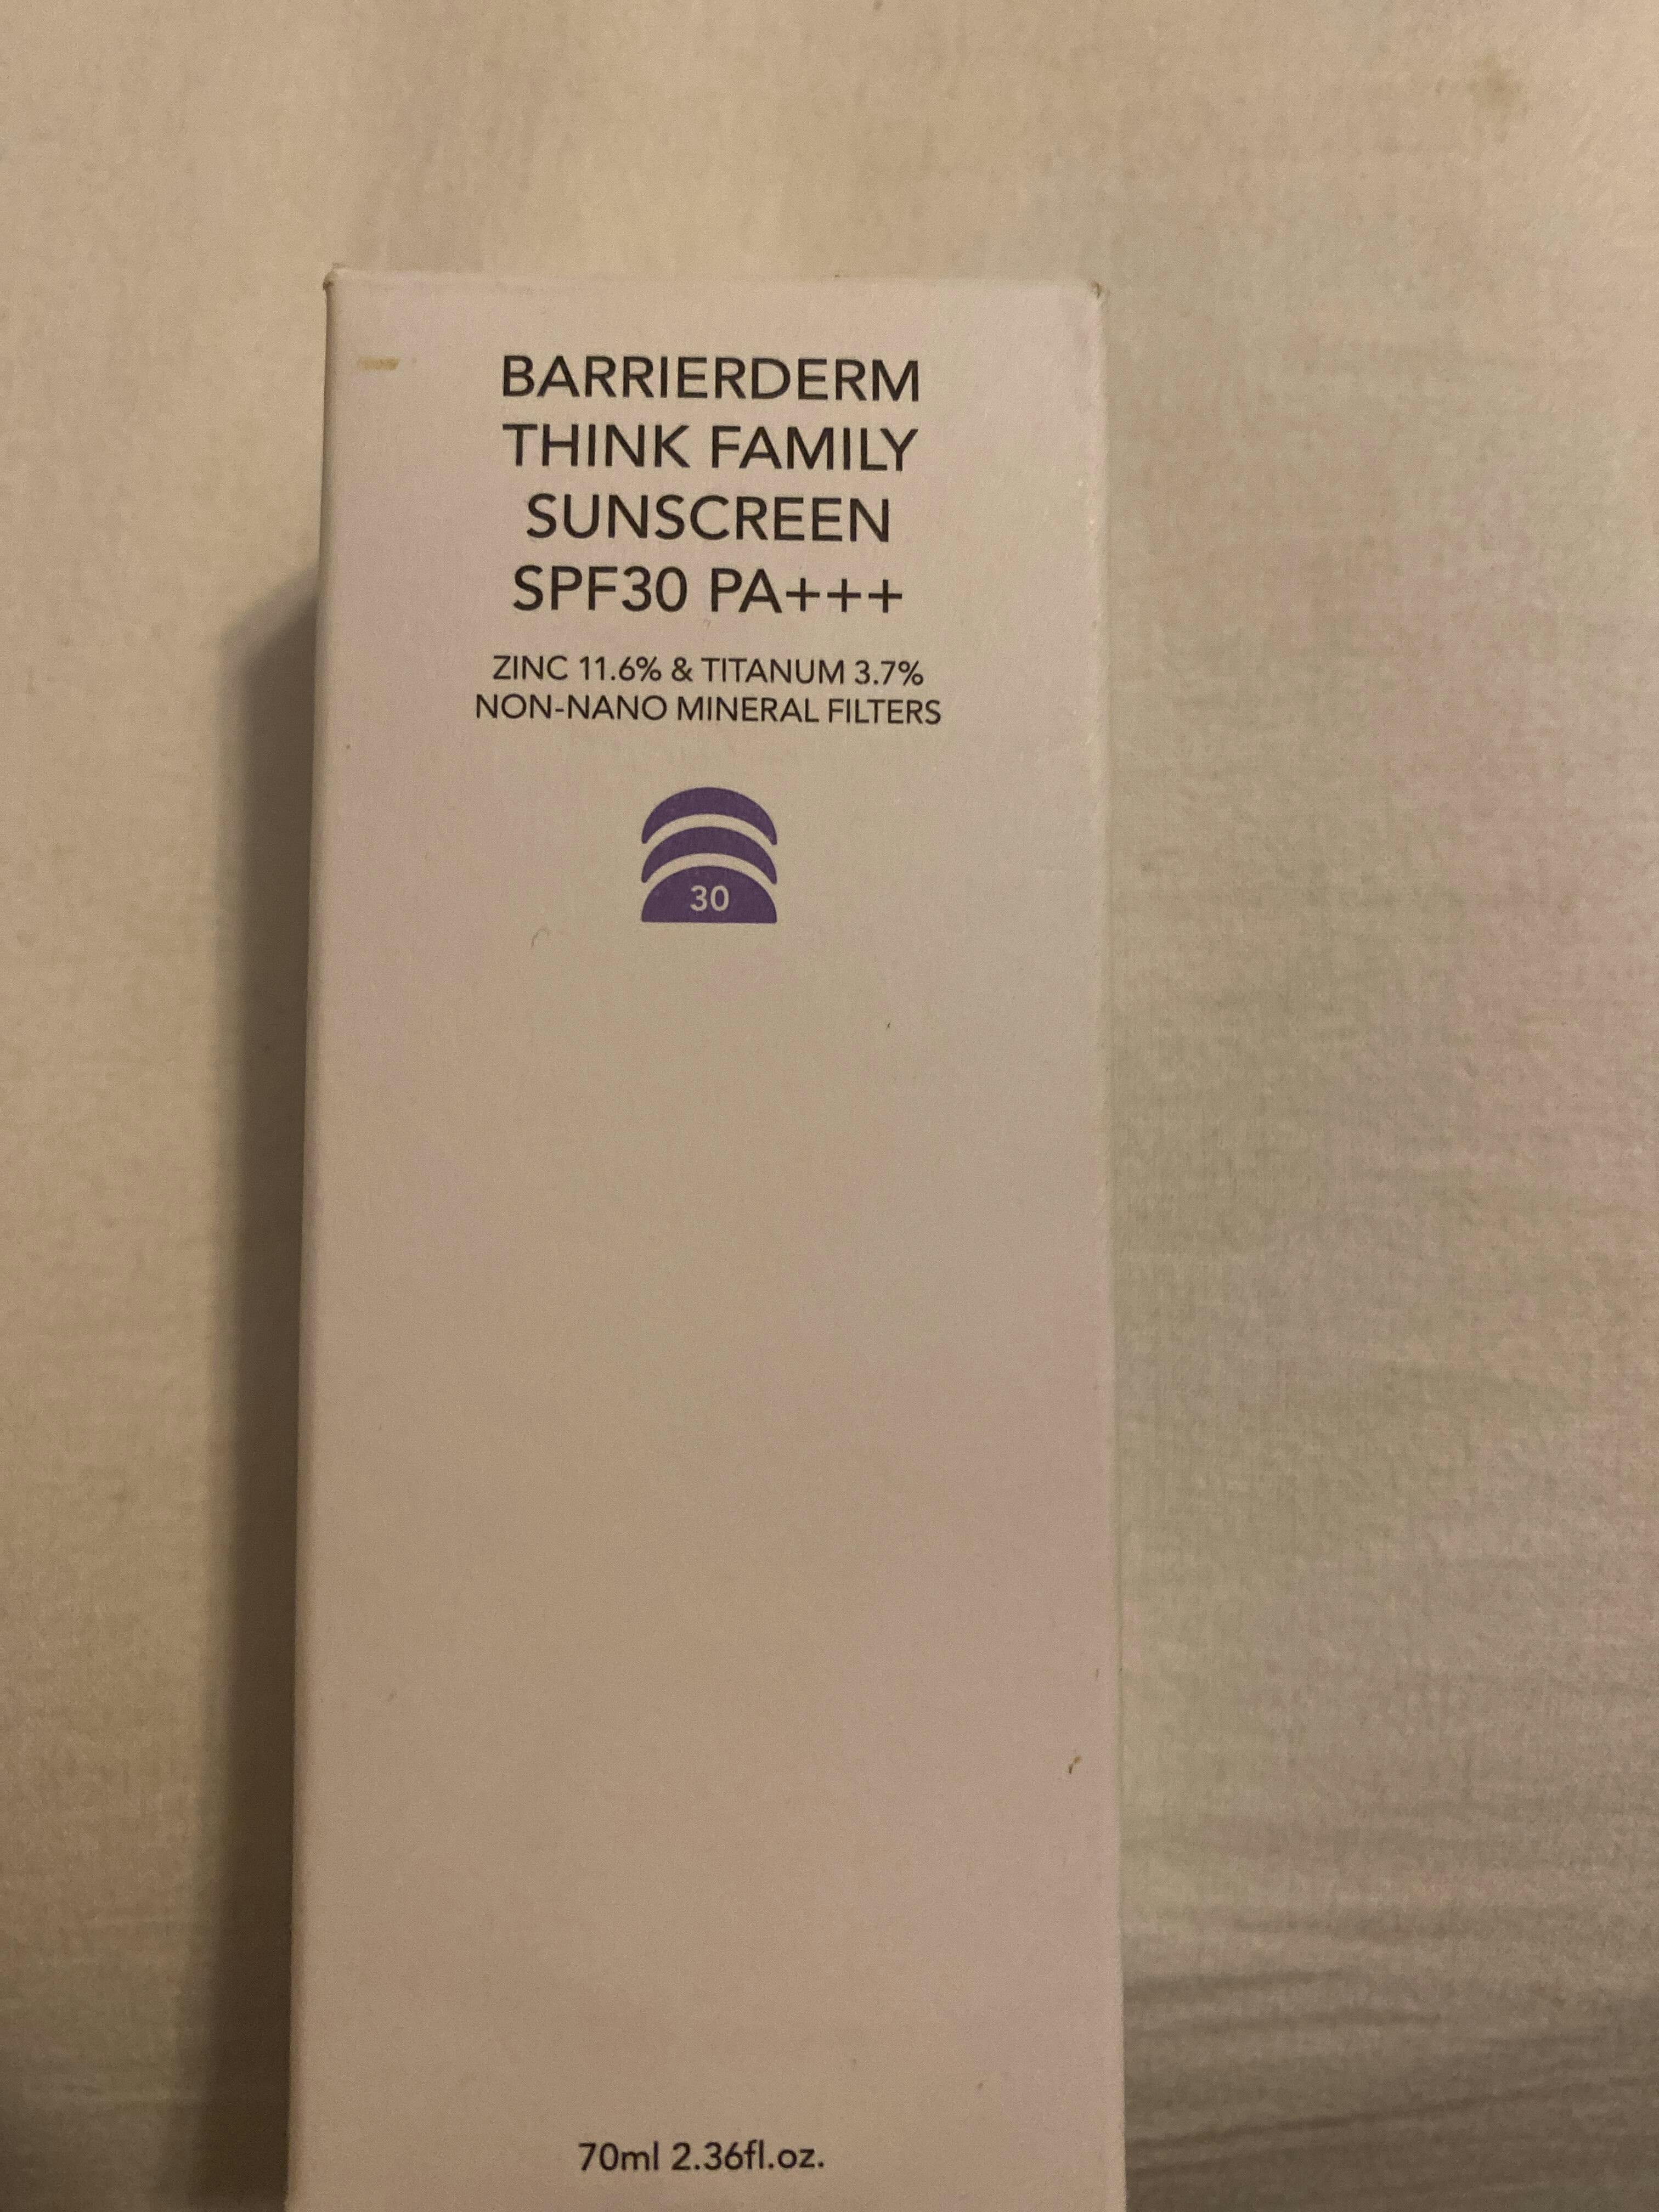 BARRIERDERM
THINK FAMILY
SUNSCREEN
SPF30 PA+++
ZINC 11.6% & TITANUM 3.7%
NON-NANO MINERAL FILTERS
30
70ml 2.36fl.oz.